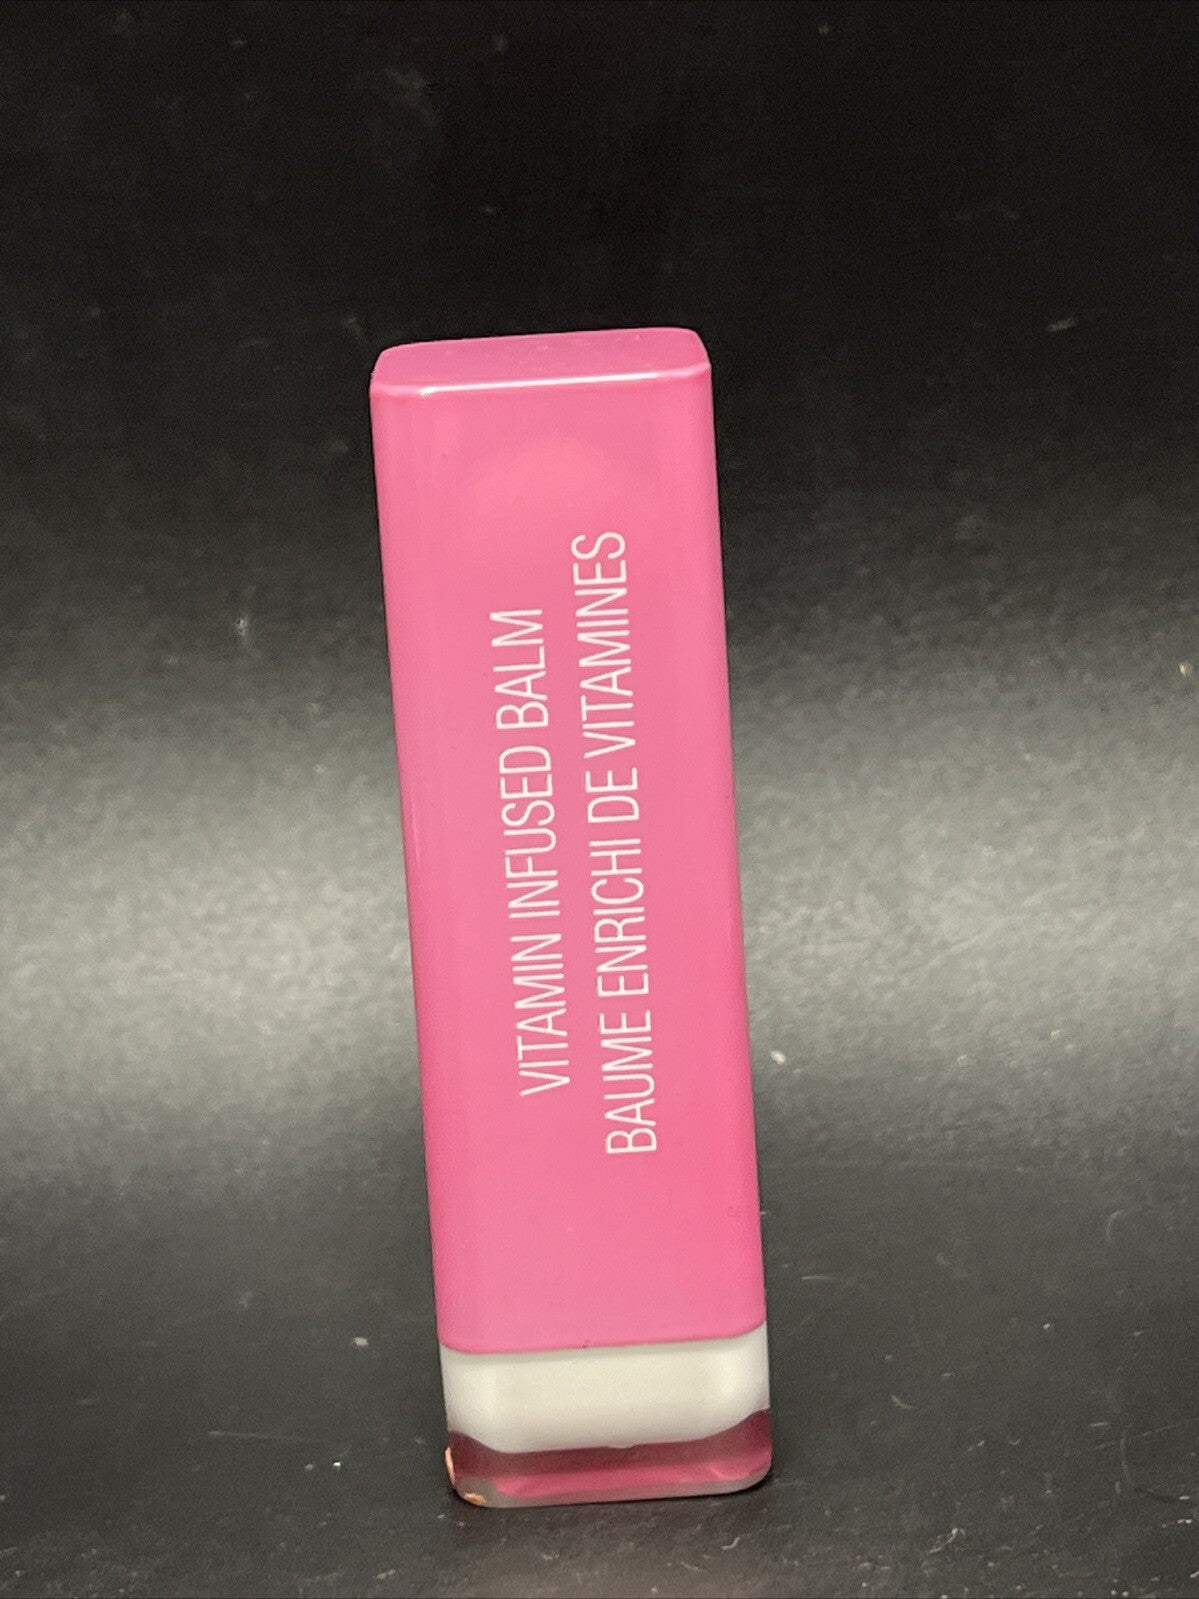 VITAMIN INFUSED BALM
BAUME ENRICHI DE VITAMINES